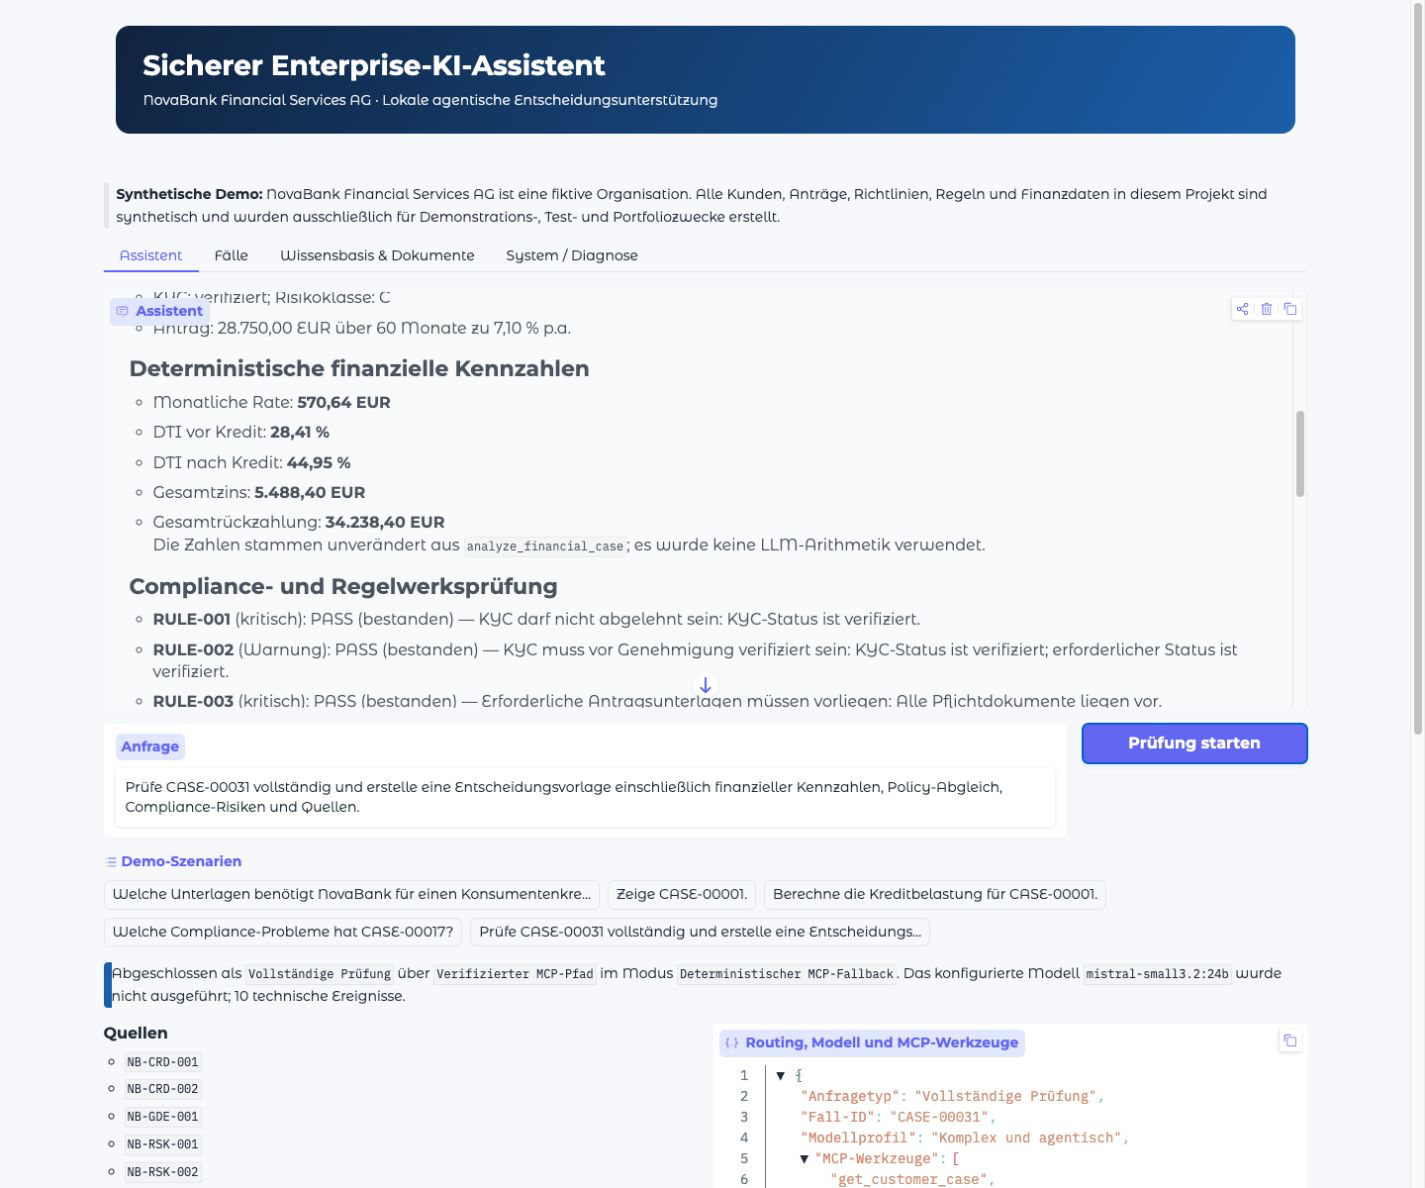 Sicherer Enterprise-KI-Assistent
NovaBank Financial Services AG · Lokale agentische Entscheidungsunterstützung
Synthetische Demo: NovaBank Financial Services AG ist eine fiktive Organisation. Alle Kunden, Anträge, Richtlinien, Regeln und Finanzdaten in diesem Projekt sind
synthetisch und wurden ausschließlich für Demonstrations-, Test- und Portfoliozwecke erstellt.
Assistent Fälle Wissensbasis & Dokumente System / Diagnose
KYC: verifiziert; Risikoklasse: C
Assistent
Antrag: 28.750,00 EUR über 60 Monate zu 7,10 % p.a.
Deterministische finanzielle Kennzahlen
Monatliche Rate: 570,64 EUR
DTI vor Kredit: 28,41 %
DTI nach Kredit: 44,95 %
Gesamtzins: 5.488,40 EUR
Gesamtrückzahlung: 34.238,40 EUR
Die Zahlen stammen unverändert aus analyze_financial_case; es wurde keine LLM-Arithmetik verwendet.
Compliance- und Regelwerksprüfung
RULE-001 (kritisch): PASS (bestanden) — KYC darf nicht abgelehnt sein: KYC-Status ist verifiziert.
RULE-002 (Warnung): PASS (bestanden) — KYC muss vor Genehmigung verifiziert sein: KYC-Status ist verifiziert; erforderlicher Status ist
verifiziert.
RULE-003 (kritisch): PASS (bestanden) — Erforderliche Antragsunterlagen müssen vorliegen: Alle Pflichtdokumente liegen vor.
Anfrage
Prüfung starten
Prüfe CASE-00031 vollständig und erstelle eine Entscheidungsvorlage einschließlich finanzieller Kennzahlen, Policy-Abgleich,
Compliance-Risiken und Quellen.
Demo-Szenarien
Welche Unterlagen benötigt NovaBank für einen Konsumentenkre... Zeige CASE-00001. Berechne die Kreditbelastung für CASE-00001.
Welche Compliance-Probleme hat CASE-00017? Prüfe CASE-00031 vollständig und erstelle eine Entscheidungs...
Abgeschlossen als Vollständige Prüfung über Verifizierter MCP-Pfad im Modus Deterministischer MCP-Fallback. Das konfigurierte Modell mistral-small3.2:24b wurde
nicht ausgeführt; 10 technische Ereignisse.
Quellen
NB-CRD-001
NB-CRD-002
NB-GDE-001
NB-RSK-001
NB-RSK-002
Routing, Modell und MCP-Werkzeuge
1 {
2 "Anfragetyp": "Vollständige Prüfung",
3 "Fall-ID": "CASE-00031",
4 "Modellprofil": "Komplex und agentisch",
5 "MCP-Werkzeuge": [
6 "get_customer_case",